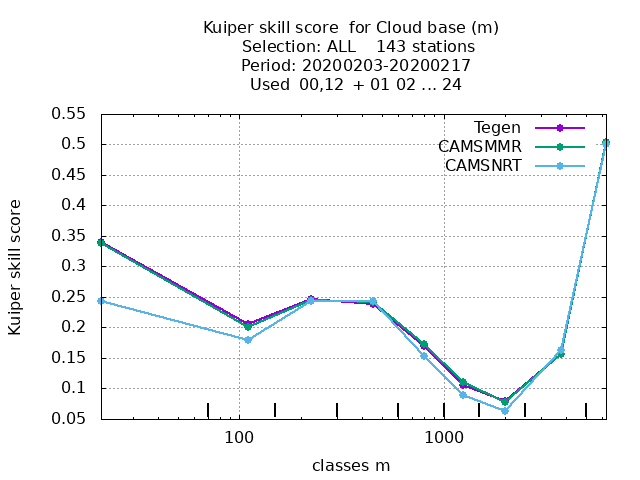 Kuiper skill score  for Cloud base (m)
Selection: ALL    143 stations
Period: 20200203-20200217
Used  00,12  + 01 02 ... 24
Tegen
CAMSMMR
CAMSNRT
0.55
0.5
0.45
0.4
0.35
0.3
0.25
0.2
0.15
0.1
0.05
Kuiper skill score
100
1000
classes m